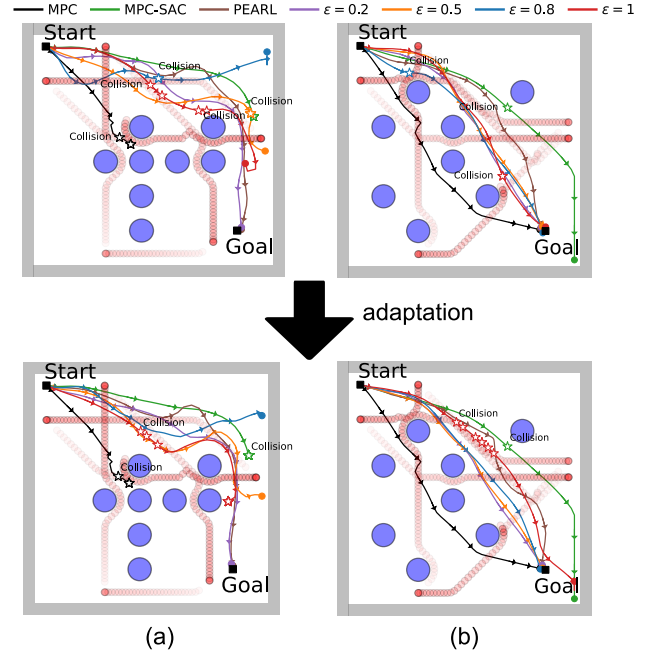 MPC MPC-SAC PEARL ε = 0.2 ε = 0.5 ε = 0.8 ε = 1
Start
Collision
Collision
Collision
Collision
Collision
Goal
Start
Collision
Collision
Collision
Goal
adaptation
Start
Collision
Collision
Collision
Goal
Start
Collision
Collision
Goal
(a) (b)